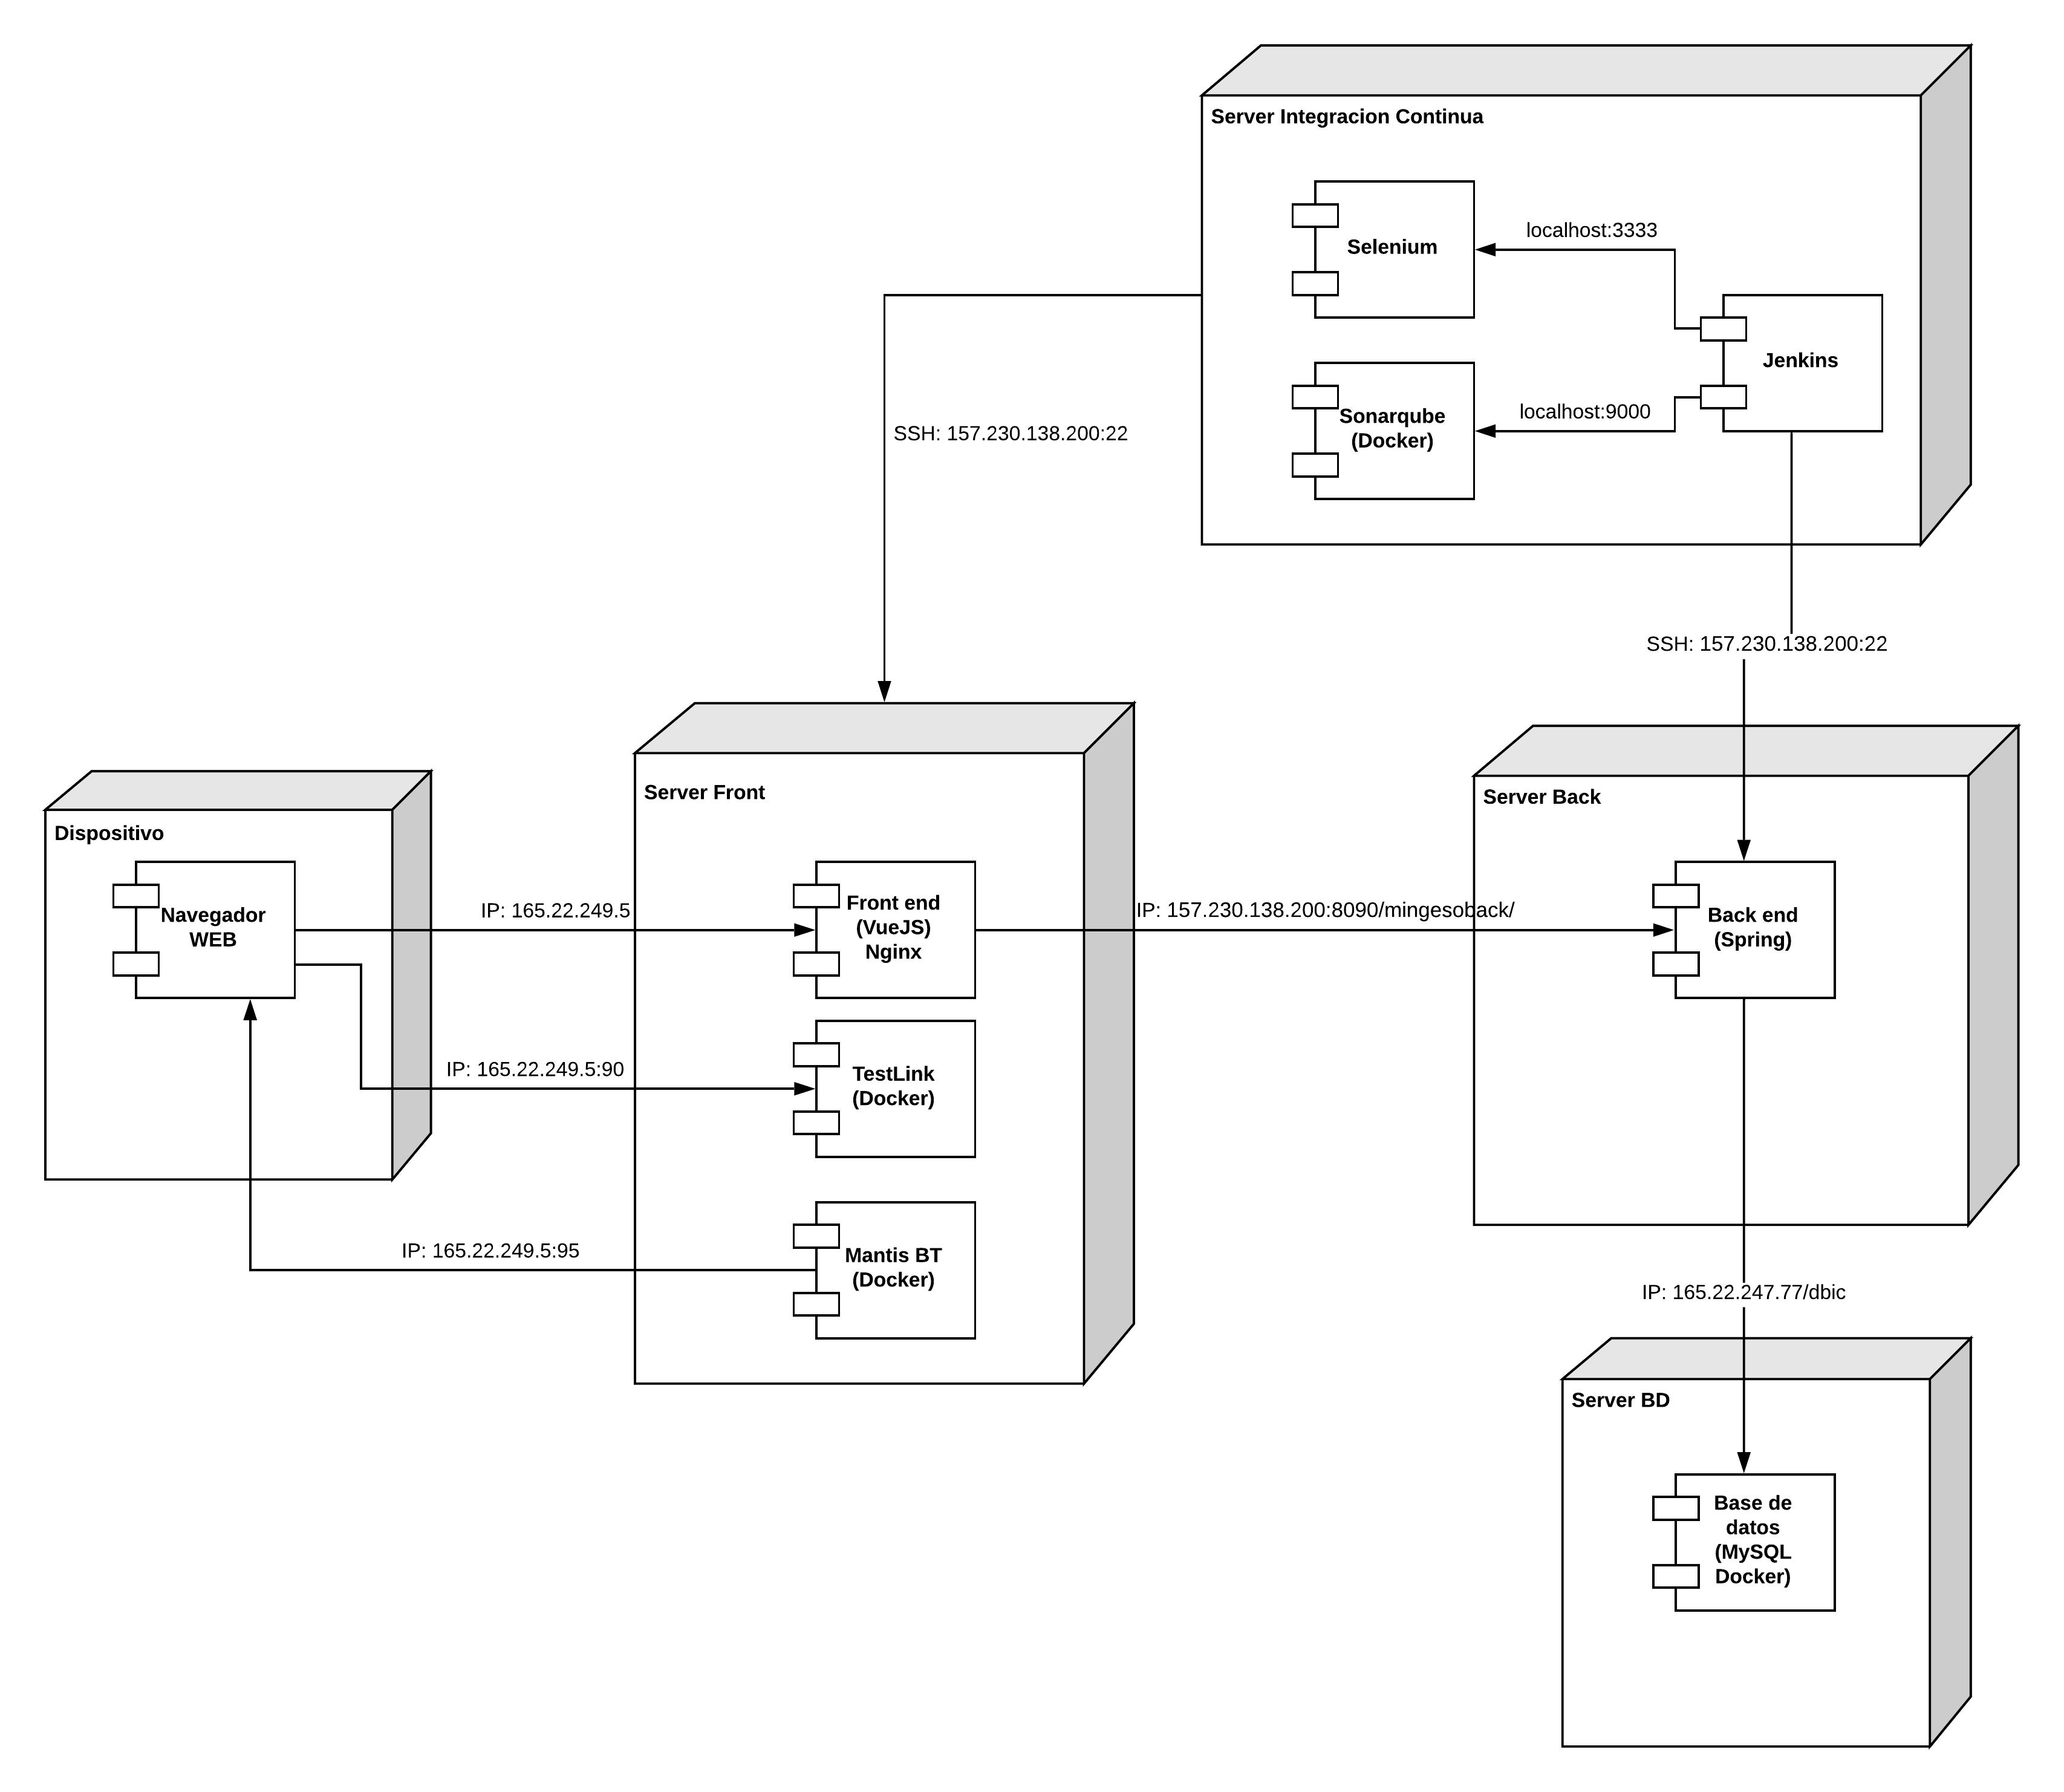 Server Integracion Continua
Selenium
localhost:3333
Jenkins
Sonarqube
(Docker)
localhost:9000
SSH: 157.230.138.200:22
SSH: 157.230.138.200:22
Dispositivo
Navegador
WEB
IP: 165.22.249.5
IP: 165.22.249.5:90
IP: 165.22.249.5:95
Server Front
Front end
(VueJS)
Nginx
TestLink
(Docker)
Mantis BT
(Docker)
IP: 157.230.138.200:8090/mingesoback/
Server Back
Back end
(Spring)
IP: 165.22.247.77/dbic
Server BD
Base de
datos
(MySQL
Docker)